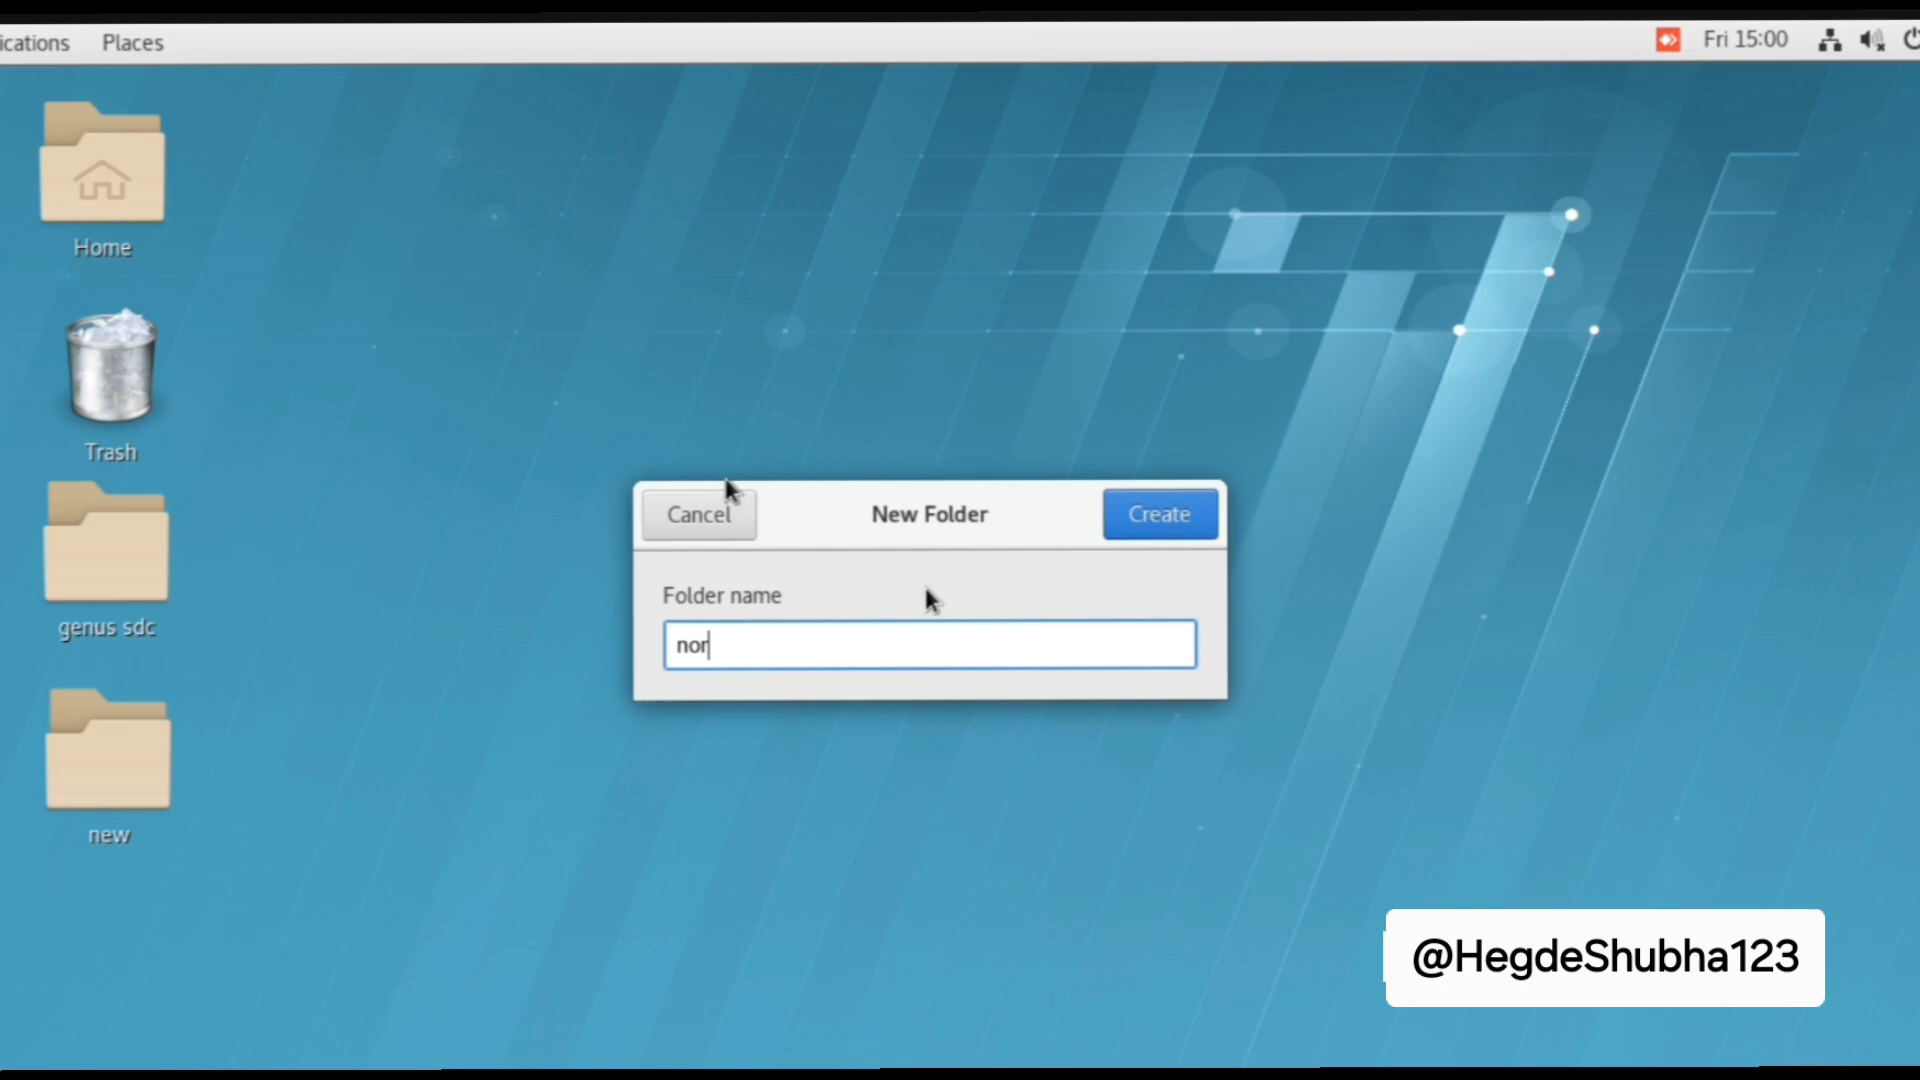 ications Places
Fri 15:00
Home
Trash
genus sdc
new
Cancel
New Folder
Create
Folder name
nor
@HegdeShubha123